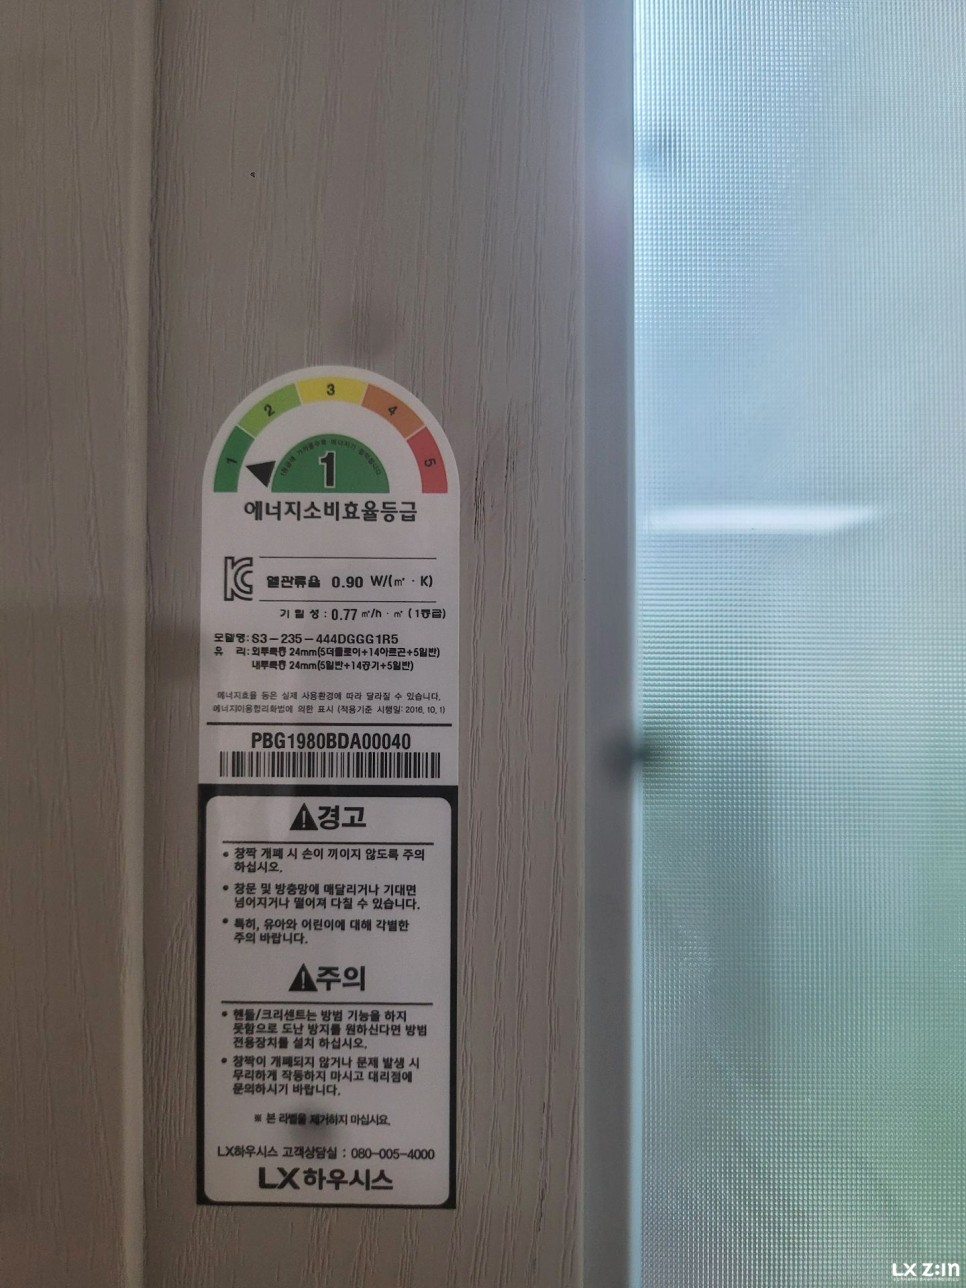 1 2 3 4 5
1
에너지소비효율등급
열관류율 0.90 W/(㎡ · K)
기 밀 성 : 0.77 ㎥/h · ㎡ (1등급)
모델명: S3-235-444DGGG1R5
유 리: 외투룩층 24mm(5더블로이+14아르곤+5일반)
내투룩층 24mm(5일반+14공기+5일반)
에너지효율 등은 실제 사용환경에 따라 달라질 수 있습니다.
에너지이용합리화법에 의한 표시 (적용기준 시행일: 2016. 10. 1)
PBG1980BDA00040
경고
• 창짝 개폐 시 손이 끼이지 않도록 주의
하십시오.
• 창문 및 방충망에 매달리거나 기대면
넘어지거나 떨어져 다칠 수 있습니다.
• 특히, 유아와 어린이에 대해 각별한
주의 바랍니다.
주의
• 핸들/크리센트는 방범 기능을 하지
못함으로 도난 방지를 원하신다면 방범
전용장치를 설치 하십시오.
• 창짝이 개폐되지 않거나 문제 발생 시
무리하게 작동하지 마시고 대리점에
문의하시기 바랍니다.
※ 본 라벨을 제거하지 마십시요.
LX하우시스 고객상담실 : 080-005-4000
LX하우시스
LX Z:IN